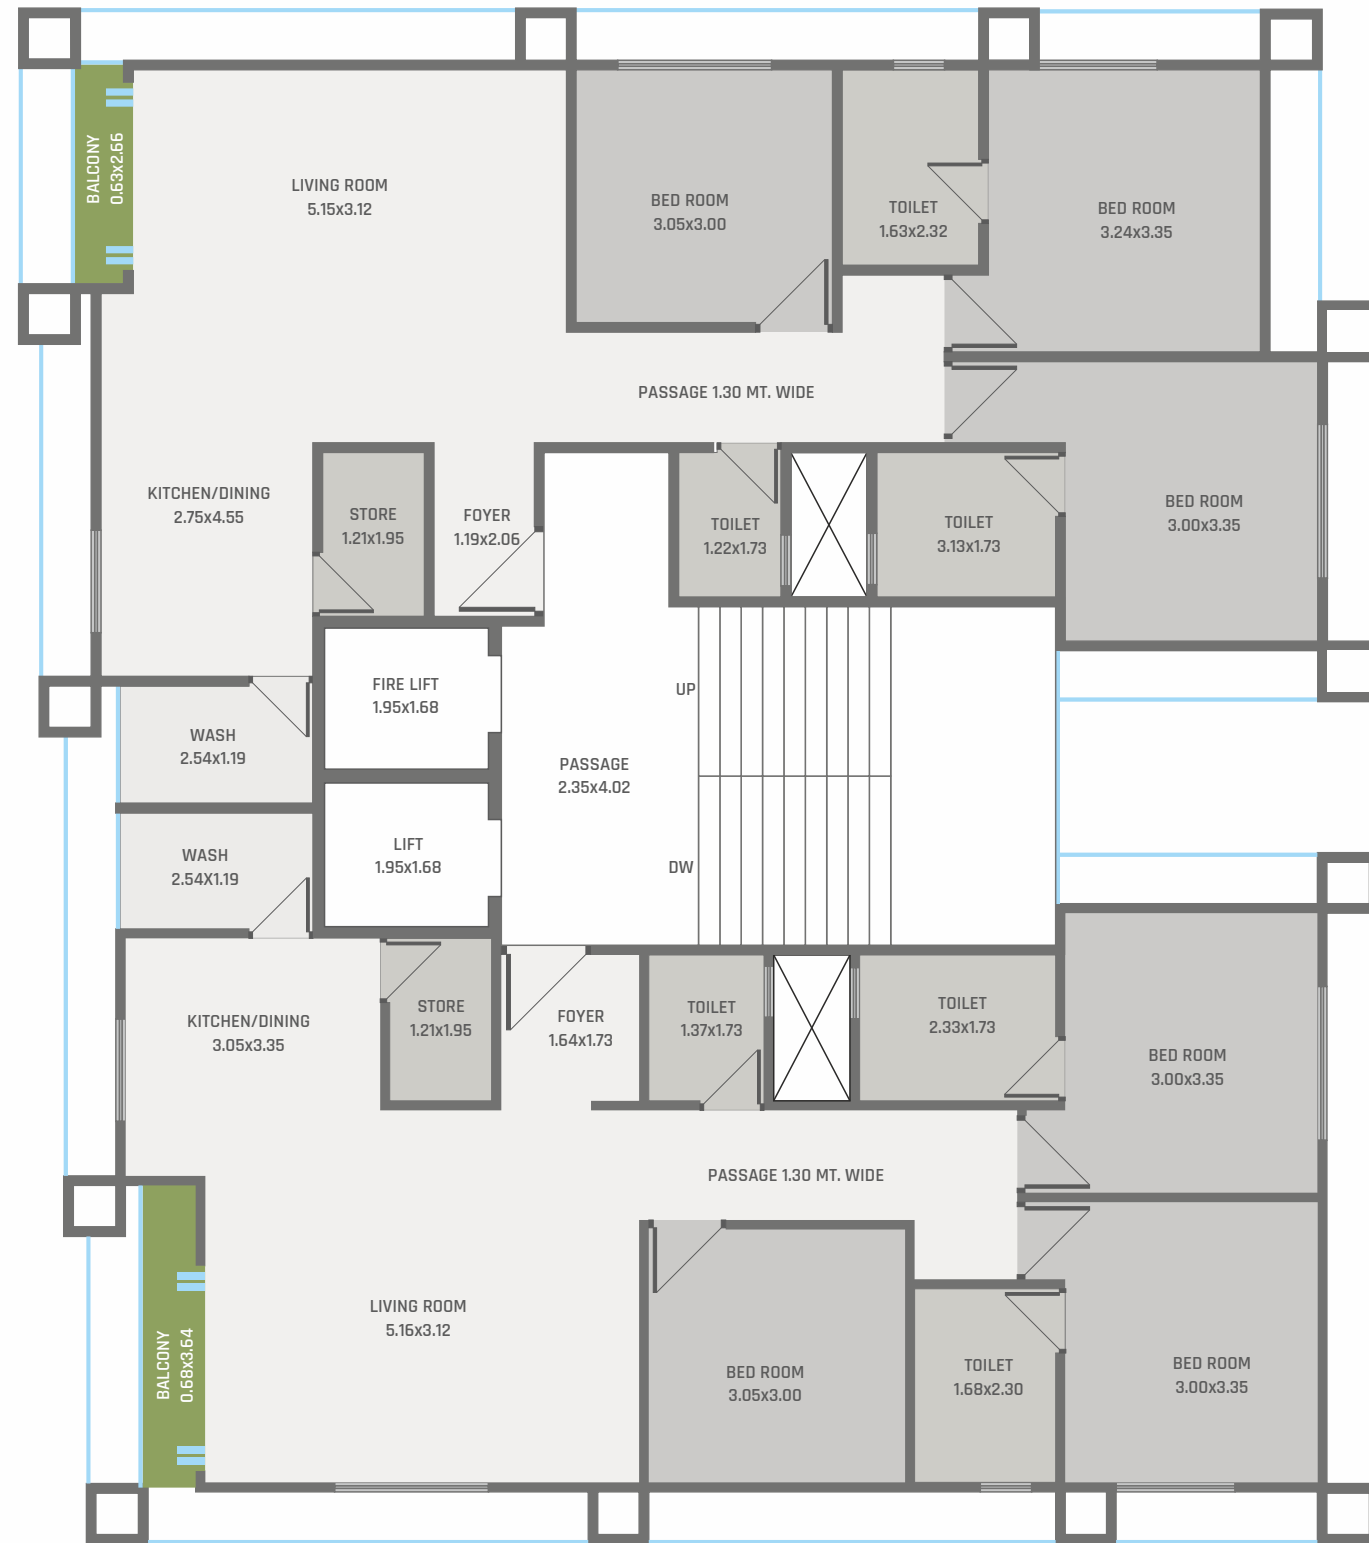 BALCONY
0.63x2.66
LIVING ROOM
5.15x3.12
BED ROOM
3.05x3.00
TOILET
1.63x2.32
BED ROOM
3.24x3.35
PASSAGE 1.30 MT. WIDE
KITCHEN/DINING
2.75x4.55
STORE
1.21x1.95
FOYER
1.19x2.06
TOILET
1.22x1.73
TOILET
3.13x1.73
BED ROOM
3.00x3.35
FIRE LIFT
1.95x1.68
UP
WASH
2.54x1.19
PASSAGE
2.35x4.02
LIFT
1.95x1.68
DW
WASH
2.54X1.19
KITCHEN/DINING
3.05x3.35
STORE
1.21x1.95
FOYER
1.64x1.73
TOILET
1.37x1.73
TOILET
2.33x1.73
BED ROOM
3.00x3.35
PASSAGE 1.30 MT. WIDE
BALCONY
0.68x3.64
LIVING ROOM
5.16x3.12
BED ROOM
3.05x3.00
TOILET
1.68x2.30
BED ROOM
3.00x3.35